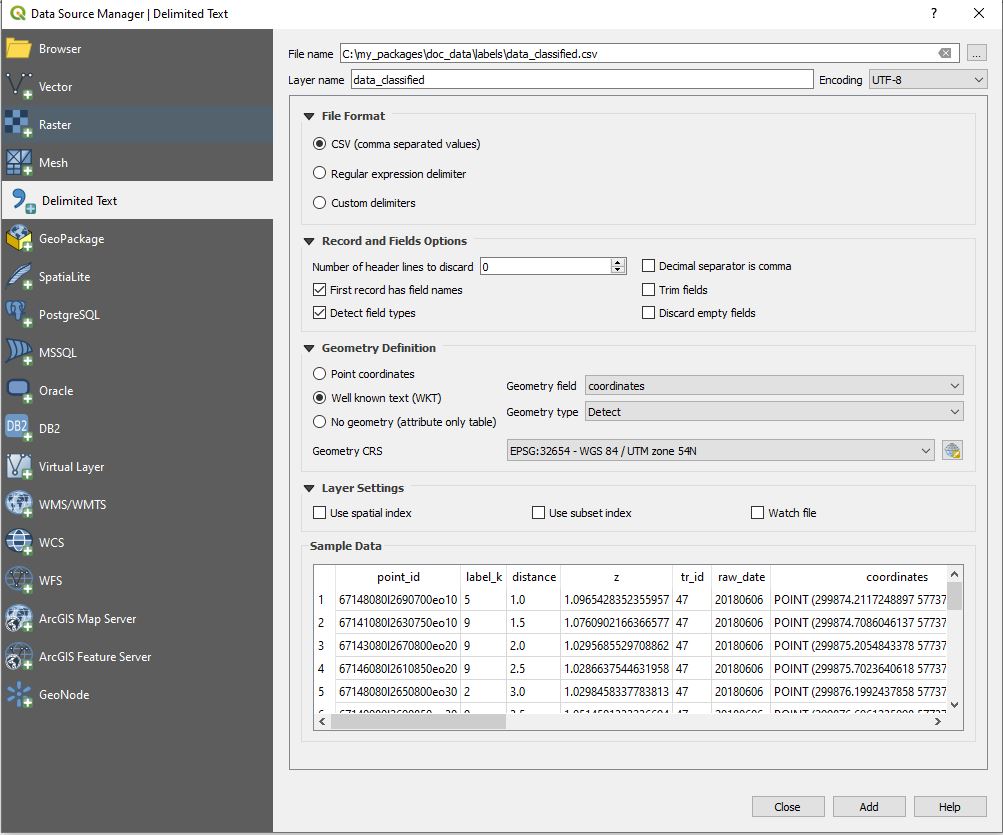 Data Source Manager | Delimited Text
?
Browser
Vector
Raster
Mesh
Delimited Text
GeoPackage
SpatiaLite
PostgreSQL
MSSQL
Oracle
DB2
DB2
Virtual Layer
WMS/WMTS
WCS
WFS
ArcGIS Map Server
ArcGIS Feature Server
GeoNode
File name C:\my_packages\doc_data\labels\data_classified.csv ...
Layer name data_classified Encoding UTF-8
File Format
CSV (comma separated values)
Regular expression delimiter
Custom delimiters
Record and Fields Options
Number of header lines to discard 0 Decimal separator is comma
First record has field names Trim fields
Detect field types Discard empty fields
Geometry Definition
Point coordinates
Well known text (WKT)
No geometry (attribute only table)
Geometry field coordinates
Geometry type Detect
Geometry CRS EPSG:32654 - WGS 84 / UTM zone 54N
Layer Settings
Use spatial index Use subset index Watch file
Sample Data
point_id label_k distance z tr_id raw_date coordinates
1 67148080I2690700eo10 5 1.0 1.0965428352355957 47 20180606 POINT (299874.2117248897 57737
2 67141080I2630750eo10 9 1.5 1.0760902166366577 47 20180606 POINT (299874.7086046137 57737
3 67143080I2670800eo20 9 2.0 1.0295685529708862 47 20180606 POINT (299875.2054843378 57737
4 67146080I2610850eo20 9 2.5 1.0286637544631958 47 20180606 POINT (299875.7023640618 57737
5 67148080I2650800eo30 2 3.0 1.0298458337783813 47 20180606 POINT (299876.1992437858 57737
Close Add Help